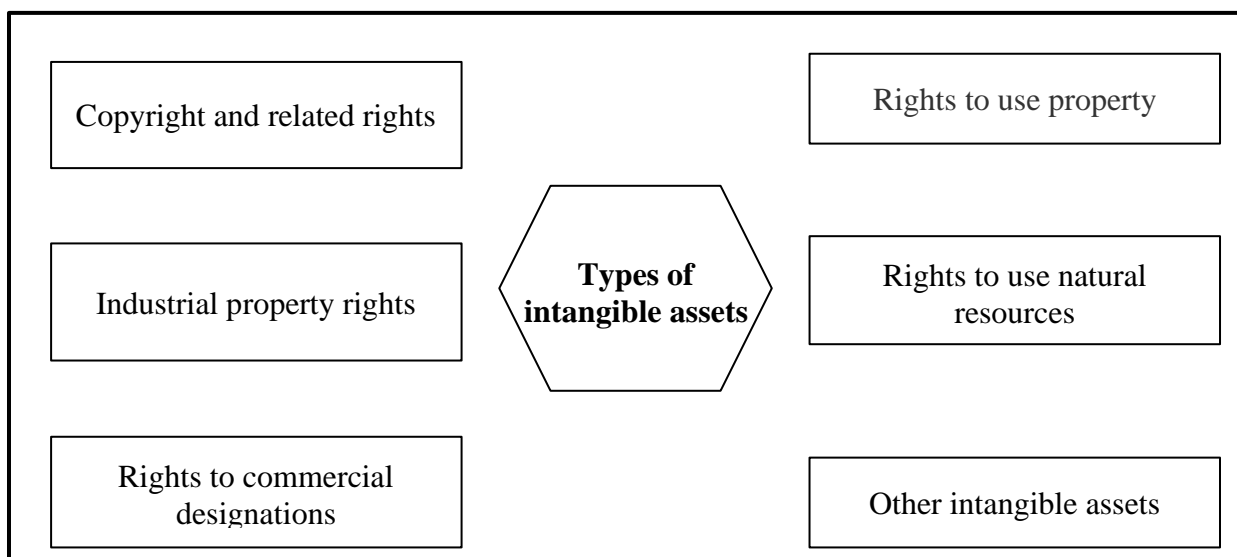 Copyright and related rights
Industrial property rights
Rights to commercial
designations
Types of
intangible assets
Rights to use property
Rights to use natural
resources
Other intangible assets